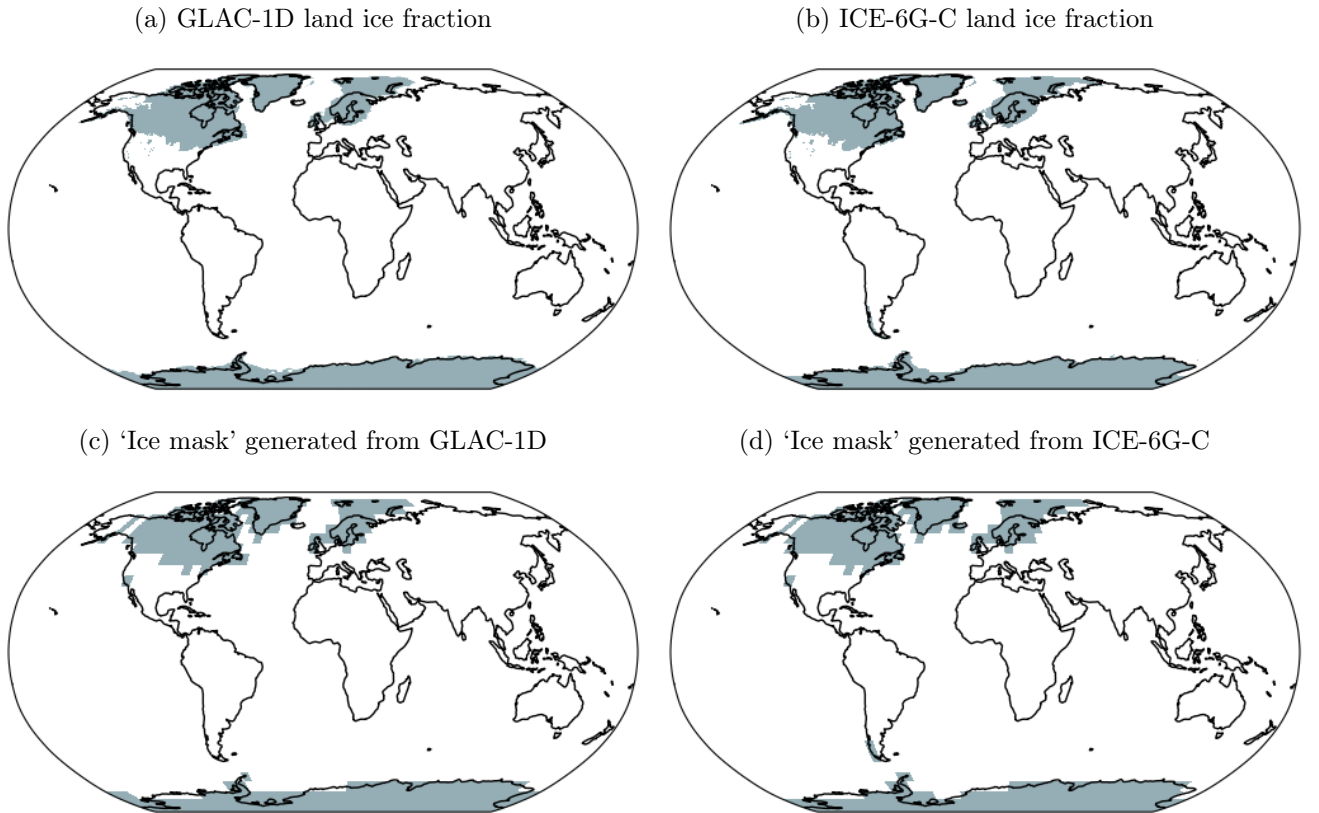 (a) GLAC-1D land ice fraction
(b) ICE-6G-C land ice fraction
(c) ‘Ice mask’ generated from GLAC-1D
(d) ‘Ice mask’ generated from ICE-6G-C